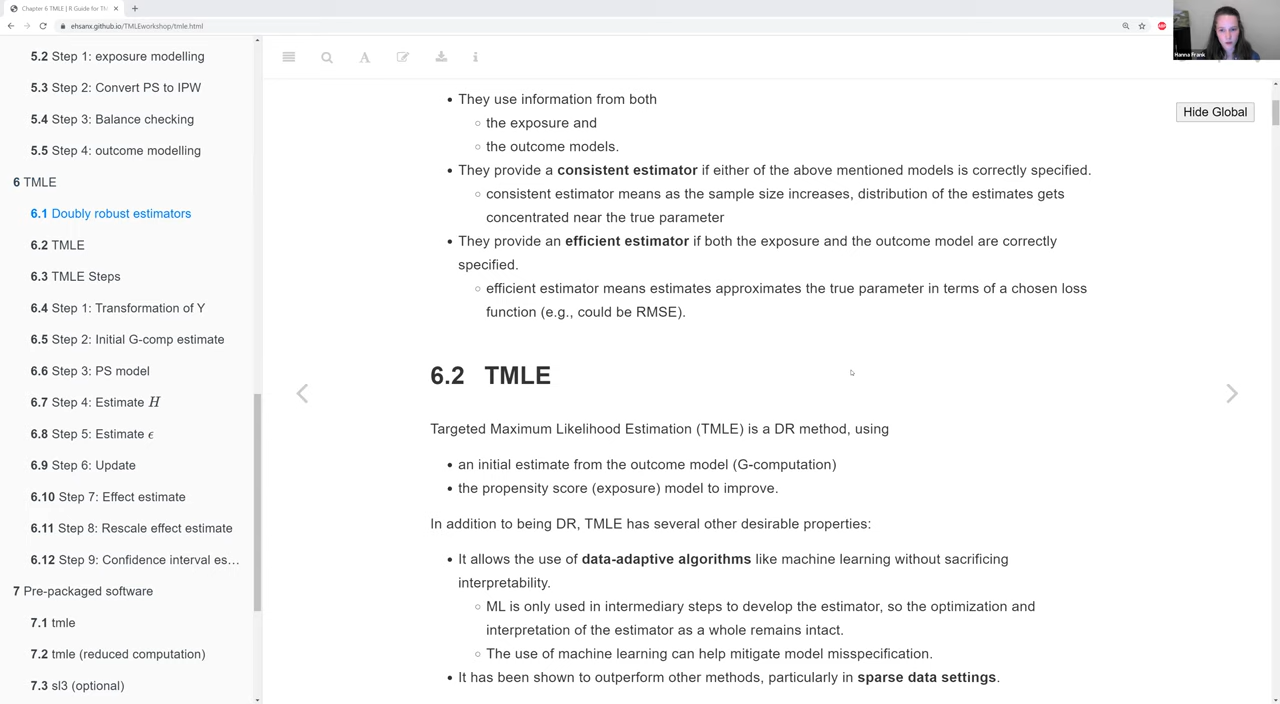 Chapter 6 TMLE | R Guide for TM
ehsanx.github.io/TMLEworkshop/tmle.html
Hanna Frank
5.2 Step 1: exposure modelling
5.3 Step 2: Convert PS to IPW
5.4 Step 3: Balance checking
5.5 Step 4: outcome modelling
6 TMLE
6.1 Doubly robust estimators
6.2 TMLE
6.3 TMLE Steps
6.4 Step 1: Transformation of Y
6.5 Step 2: Initial G-comp estimate
6.6 Step 3: PS model
6.7 Step 4: Estimate H
6.8 Step 5: Estimate ϵ
6.9 Step 6: Update
6.10 Step 7: Effect estimate
6.11 Step 8: Rescale effect estimate
6.12 Step 9: Confidence interval es…
7 Pre-packaged software
7.1 tmle
7.2 tmle (reduced computation)
7.3 sl3 (optional)
Hide Global
• They use information from both
◦ the exposure and
◦ the outcome models.
• They provide a consistent estimator if either of the above mentioned models is correctly specified.
◦ consistent estimator means as the sample size increases, distribution of the estimates gets
concentrated near the true parameter
• They provide an efficient estimator if both the exposure and the outcome model are correctly
specified.
◦ efficient estimator means estimates approximates the true parameter in terms of a chosen loss
function (e.g., could be RMSE).
6.2 TMLE
Targeted Maximum Likelihood Estimation (TMLE) is a DR method, using
• an initial estimate from the outcome model (G-computation)
• the propensity score (exposure) model to improve.
In addition to being DR, TMLE has several other desirable properties:
• It allows the use of data-adaptive algorithms like machine learning without sacrificing
interpretability.
◦ ML is only used in intermediary steps to develop the estimator, so the optimization and
interpretation of the estimator as a whole remains intact.
◦ The use of machine learning can help mitigate model misspecification.
• It has been shown to outperform other methods, particularly in sparse data settings.